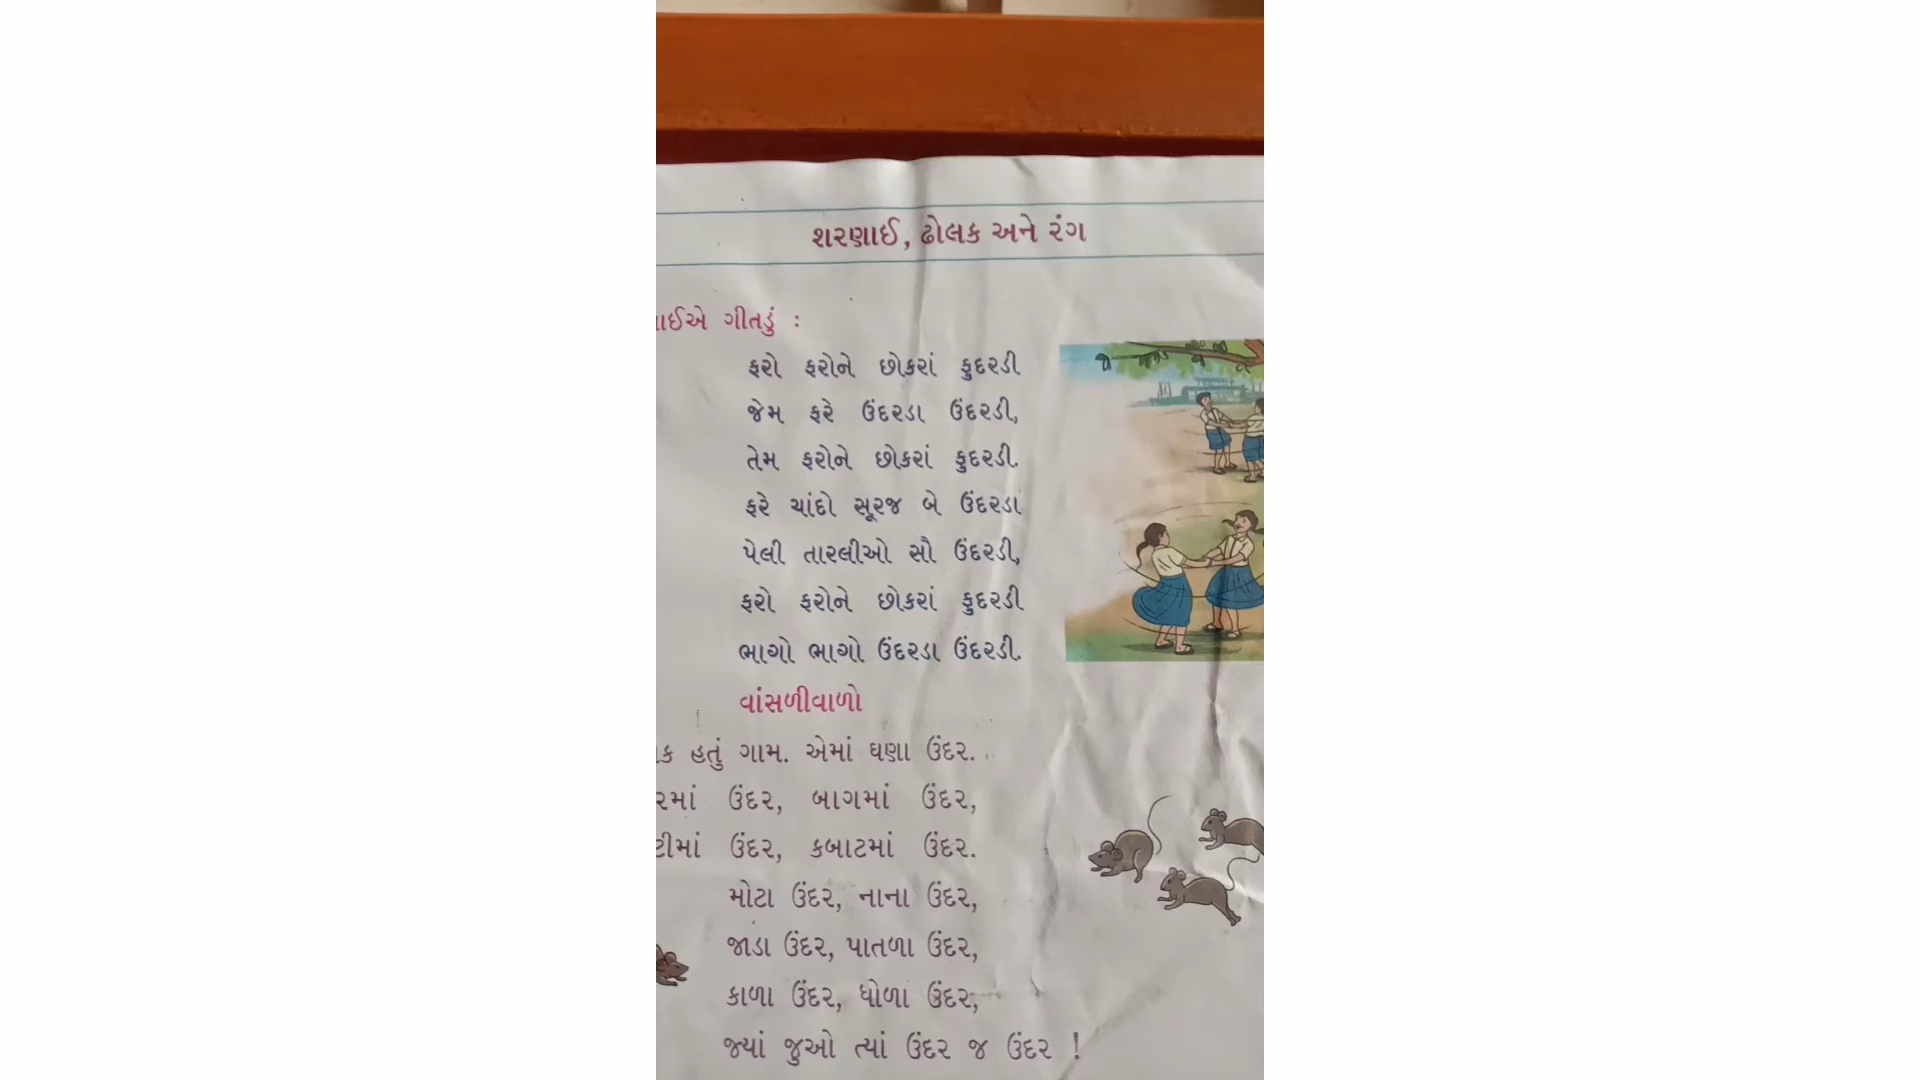 શરણાઈ, ઢોલક અને રંગ
ગીતડું :
ફરો ફરોને છોકરાં ફુદરડી
જેમ ફરે ઉંદરડા ઉંદરડી,
તેમ ફરોને છોકરાં ફુદરડી.
ફરે ચાંદો સૂરજ બે ઉંદરડા
પેલી તારલીઓ સૌ ઉંદરડી,
ફરો ફરોને છોકરાં ફુદરડી
ભાગો ભાગો ઉંદરડા ઉંદરડી.
વાંસળીવાળો
હતું ગામ. એમાં ઘણા ઉંદર.
ઉંદર, બાગમાં ઉંદર,
ઉંદર, કબાટમાં ઉંદર.
મોટા ઉંદર, નાના ઉંદર,
જાડા ઉંદર, પાતળા ઉંદર,
કાળા ઉંદર, ધોળા ઉંદર,
જ્યાં જુઓ ત્યાં ઉંદર જ ઉંદર !